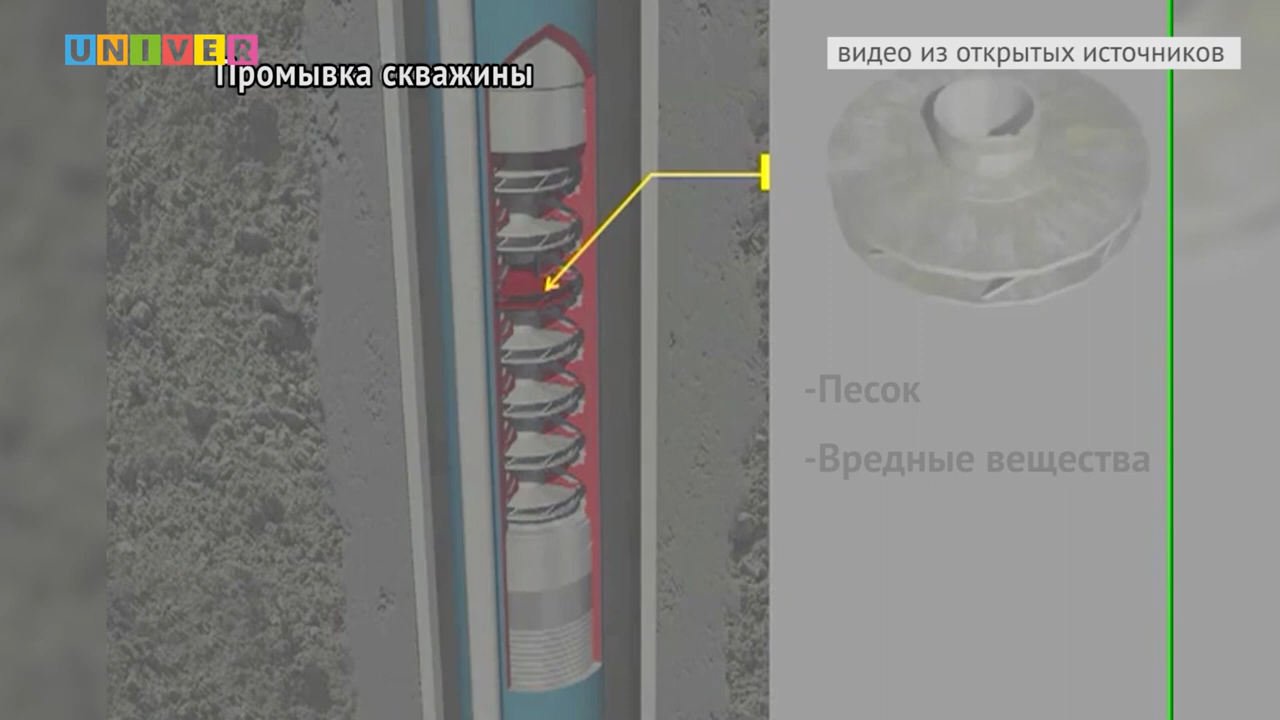 UNIVER
Промывка скважины
видео из открытых источников
-Песок
-Вредные вещества